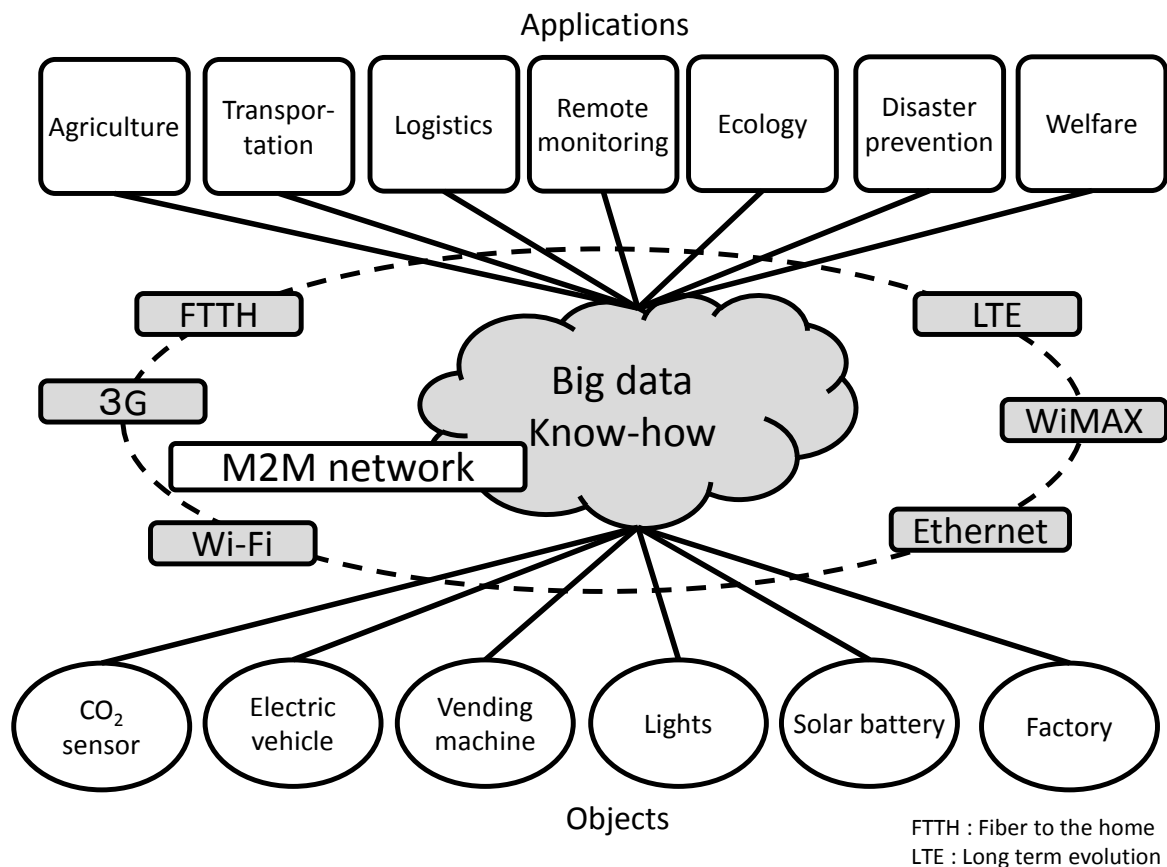 Applications
Agriculture
Transpor-
tation
Logistics
Remote
monitoring
Ecology
Disaster
prevention
Welfare
FTTH
LTE
3G
Big data
Know-how
WiMAX
M2M network
Wi-Fi
Ethernet
CO₂
sensor
Electric
vehicle
Vending
machine
Lights
Solar battery
Factory
Objects
FTTH : Fiber to the home
LTE : Long term evolution